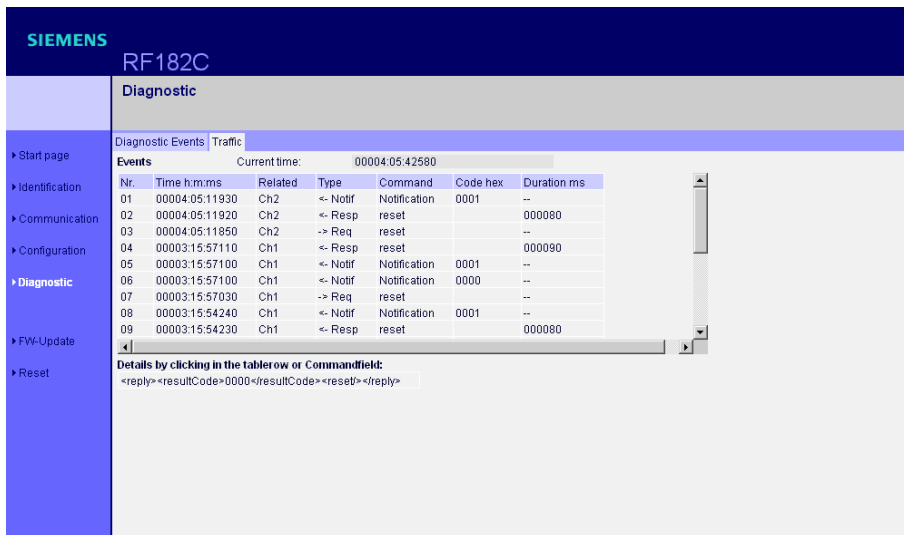 SIEMENS
RF182C
Diagnostic
Diagnostic Events Traffic
Events Current time: 00004:05:42580
Nr. Time h:m:ms Related Type Command Code hex Duration ms
01 00004:05:11930 Ch2 <- Notif Notification 0001 --
02 00004:05:11920 Ch2 <- Resp reset 000080
03 00004:05:11850 Ch2 -> Req reset --
04 00003:15:57110 Ch1 <- Resp reset 000090
05 00003:15:57100 Ch1 <- Notif Notification 0001 --
06 00003:15:57100 Ch1 <- Notif Notification 0000 --
07 00003:15:57030 Ch1 -> Req reset --
08 00003:15:54240 Ch1 <- Notif Notification 0001 --
09 00003:15:54230 Ch1 <- Resp reset 000080
Details by clicking in the tablerow or Commandfield:
<reply><resultCode>0000</resultCode><reset/></reply>
Start page
Identification
Communication
Configuration
Diagnostic
FW-Update
Reset